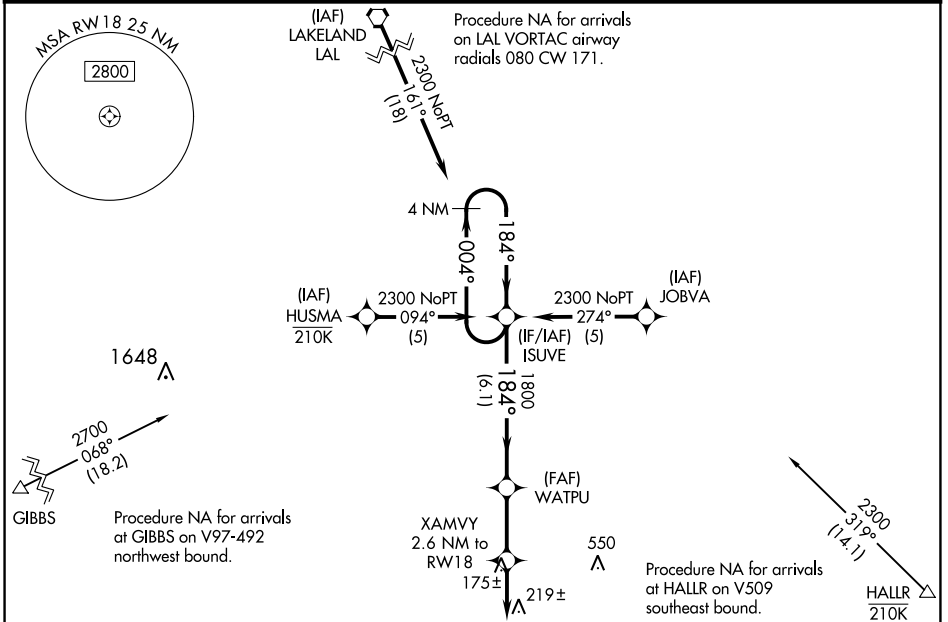 MSA RW18 25 NM
2800
(IAF)
LAKELAND
LAL
Procedure NA for arrivals
on LAL VORTAC airway
radials 080 CW 171.
2300 NoPT
161°
(18)
4 NM
004°
184°
(IAF)
HUSMA
210K
2300 NoPT
094°
(5)
2300 NoPT
274°
(5)
(IAF)
JOBVA
(IF/IAF)
ISUVE
1800
184°
(6.1)
1648
2700
068°
(18.2)
GIBBS
Procedure NA for arrivals
at GIBBS on V97-492
northwest bound.
(FAF)
WATPU
XAMVY
2.6 NM to
RW18
175±
219±
550
Procedure NA for arrivals
at HALLR on V509
southeast bound.
2300
319°
(14.1)
HALLR
210K